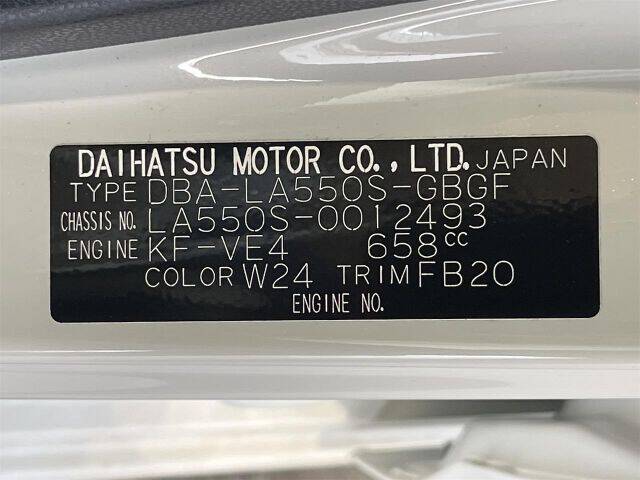 DAIHATSU MOTOR CO., LTD. JAPAN
TYPE DBA-LA550S-GBGF
CHASSIS NO. LA550S-0012493
ENGINE KF-VE4 658cc
COLOR W24 TRIM FB20
ENGINE NO.